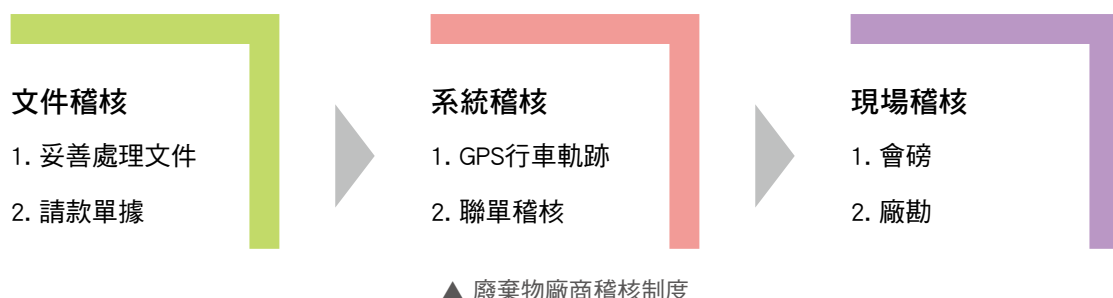 文件稽核
1. 妥善處理文件
2. 請款單據
系統稽核
1. GPS行車軌跡
2. 聯單稽核
現場稽核
1. 會磅
2. 廠勘
▲ 廢棄物廠商稽核制度